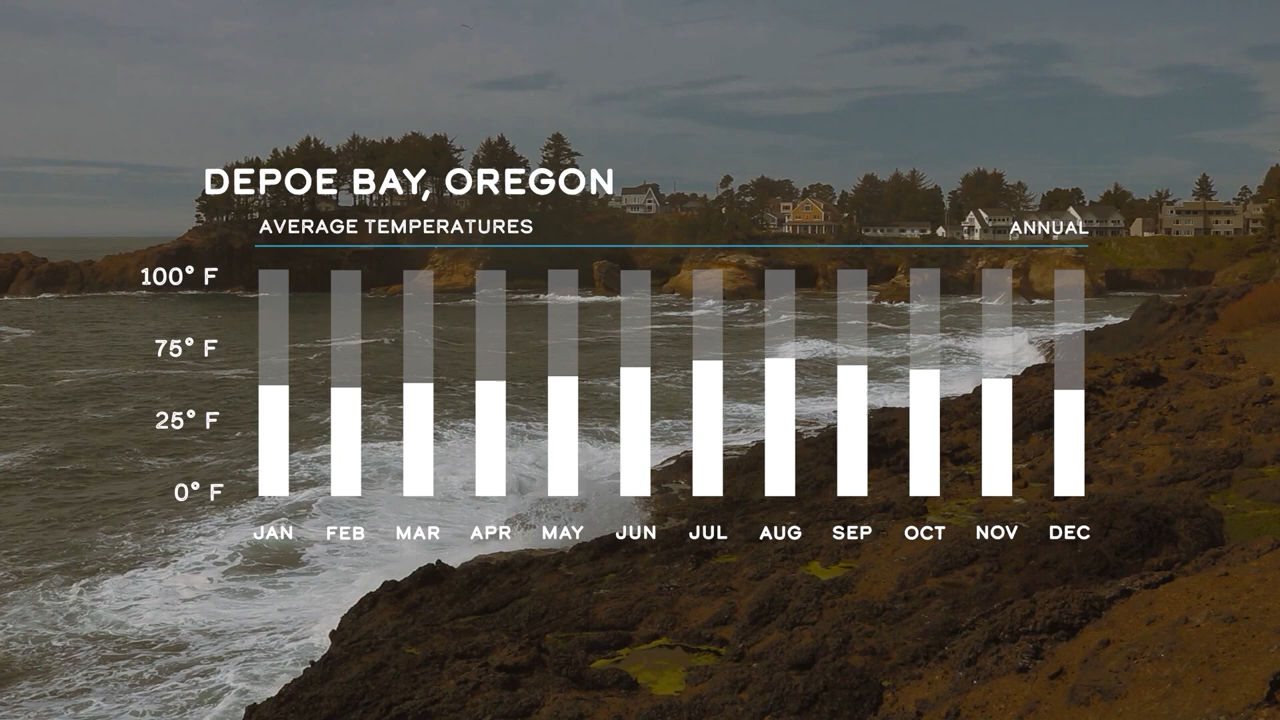 DEPOE BAY, OREGON
AVERAGE TEMPERATURES ANNUAL
100° F
75° F
25° F
0° F
JAN FEB MAR APR MAY JUN JUL AUG SEP OCT NOV DEC